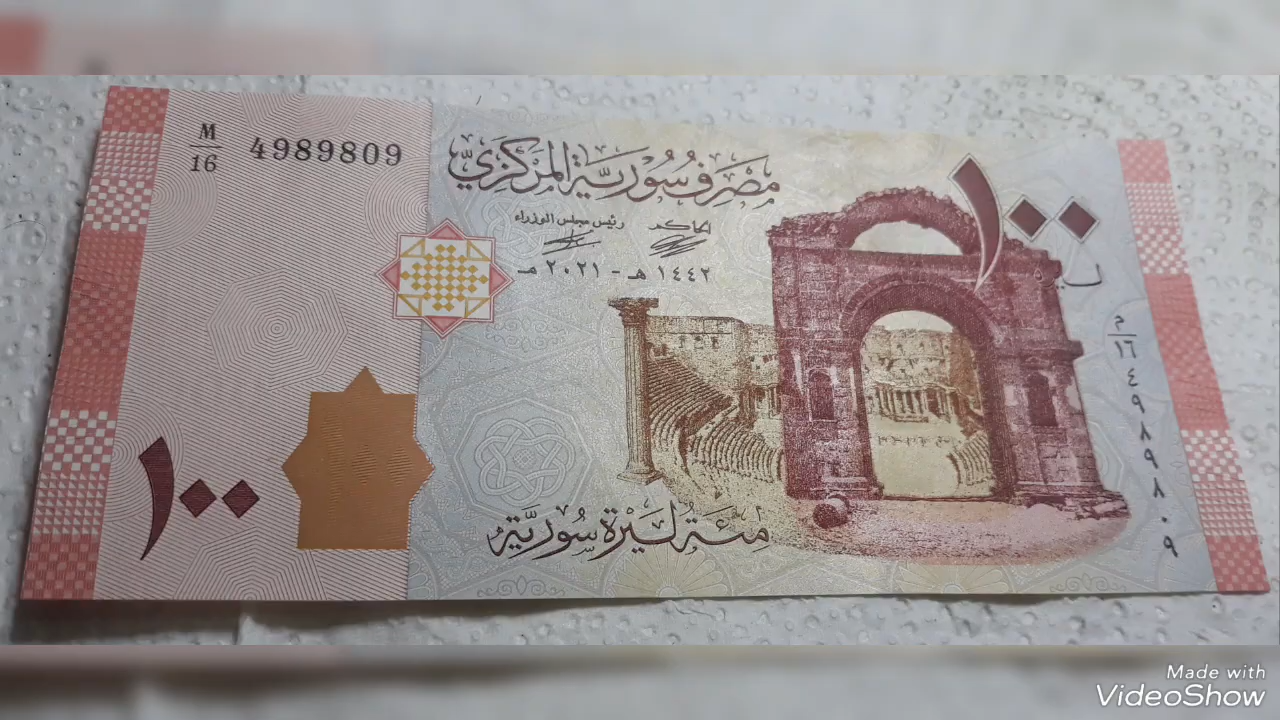 M
16
4989809
مصرف سورية المركزي
الحاكم رئيس مجلس الوزراء
١٤٤٢ هـ - ٢٠٢١ مـ
١٠٠
م
١٦
٤٩٨٩٨٠٩
١٠٠
مئة ليرة سورية
Made with
VideoShow